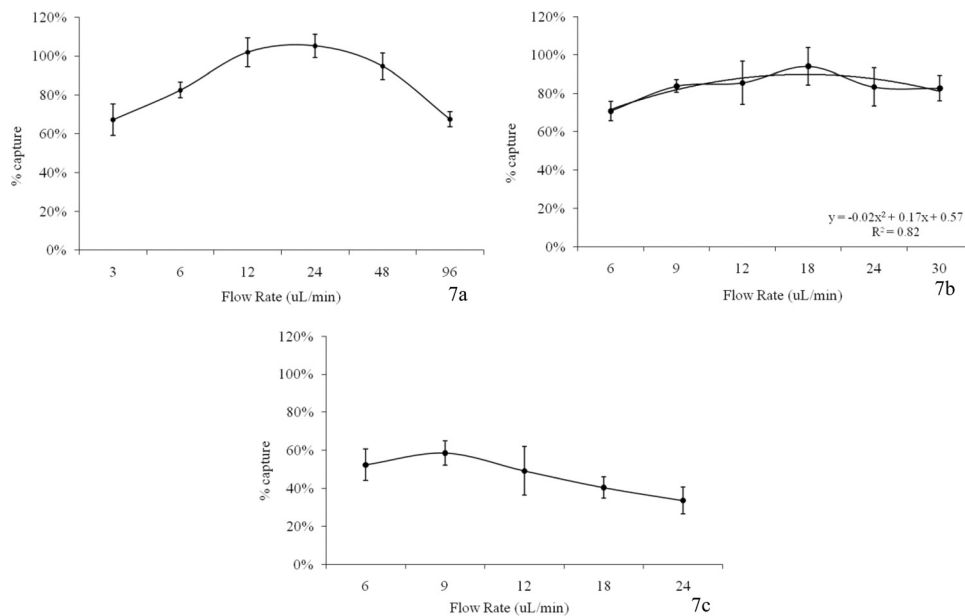 120%
100%
80%
60%
40%
20%
0%
% capture
3 6 12 24 48 96
Flow Rate (uL/min)
7a
120%
100%
80%
60%
40%
20%
0%
% capture
y = -0.02x² + 0.17x + 0.57
R² = 0.82
6 9 12 18 24 30
Flow Rate (uL/min)
7b
120%
100%
80%
60%
40%
20%
0%
% capture
6 9 12 18 24
Flow Rate (uL/min)
7c